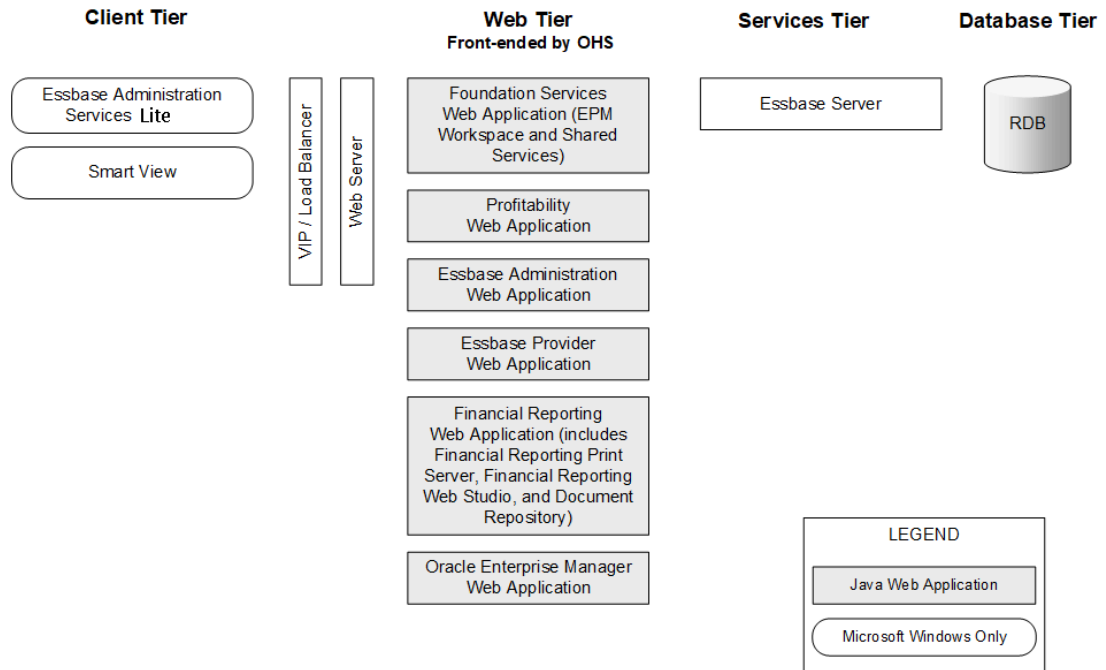 Client Tier
Web Tier
Front-ended by OHS
Services Tier
Database Tier
Essbase Administration
Services Lite
Smart View
VIP / Load Balancer
Web Server
Foundation Services
Web Application (EPM
Workspace and Shared
Services)
Profitability
Web Application
Essbase Administration
Web Application
Essbase Provider
Web Application
Financial Reporting
Web Application (includes
Financial Reporting Print
Server, Financial Reporting
Web Studio, and Document
Repository)
Oracle Enterprise Manager
Web Application
Essbase Server
RDB
LEGEND
Java Web Application
Microsoft Windows Only